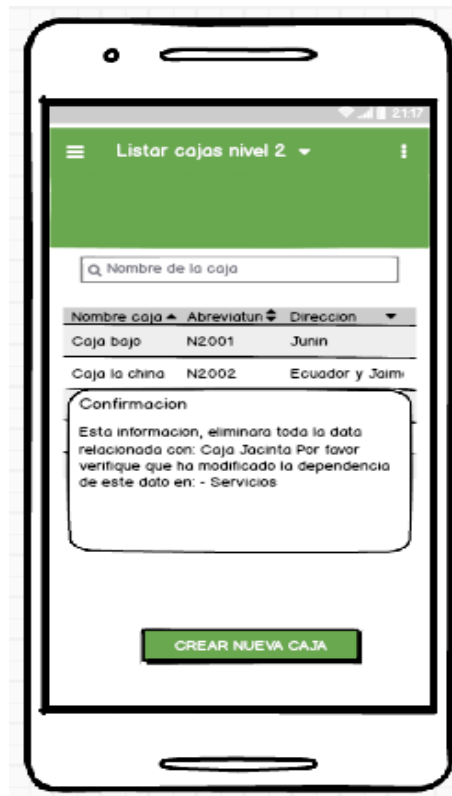 21:17
Listar cajas nivel 2
Nombre de la caja
Nombre caja Abreviatun Direccion
Caja bajo N2001 Junin
Caja la china N2002 Ecuador y Jaim
Confirmacion
Esta informacion, eliminara toda la data
relacionada con: Caja Jacinta Por favor
verifique que ha modificado la dependencia
de este dato en: - Servicios
CREAR NUEVA CAJA